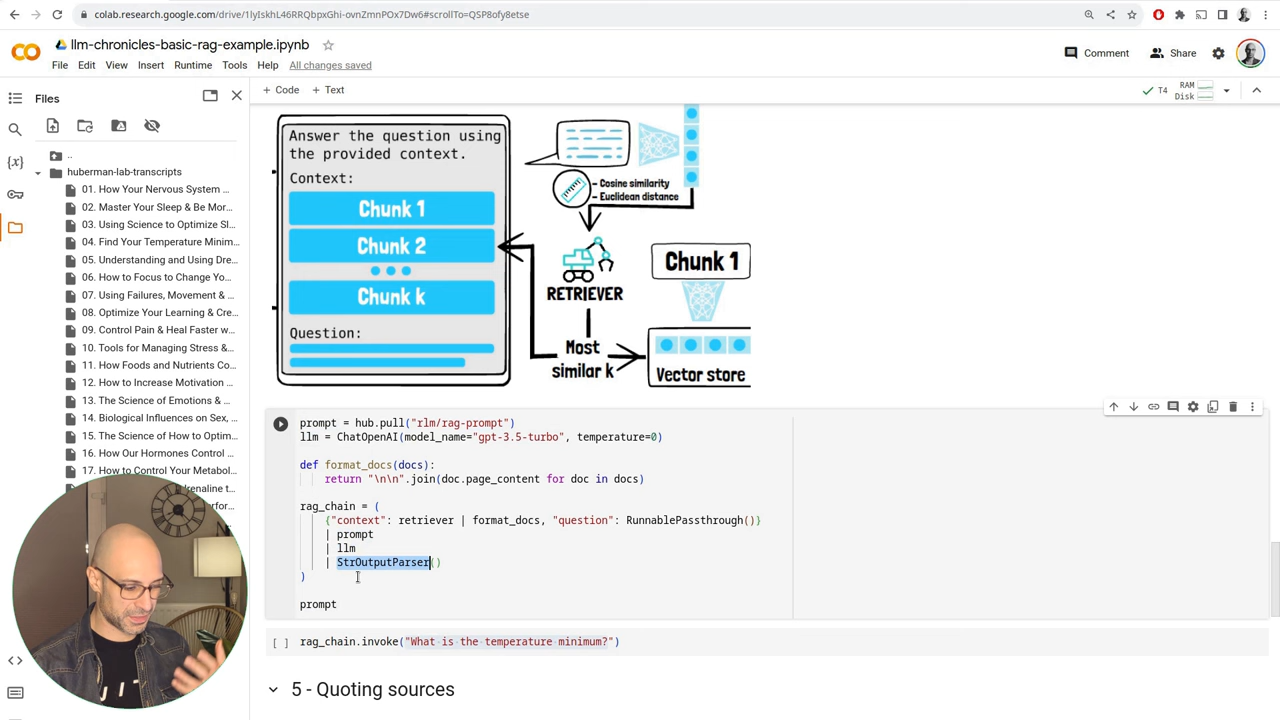 colab.research.google.com/drive/1lyIskhL46RRQbpxGhi-ovnZmnPOx7Dw6#scrollTo=QSP8ofy8etse
llm-chronicles-basic-rag-example.ipynb
Comment
Share
File Edit View Insert Runtime Tools Help All changes saved
Files
+ Code + Text
T4
RAM
Disk
..
huberman-lab-transcripts
01. How Your Nervous System ...
02. Master Your Sleep & Be Mor...
03. Using Science to Optimize Sl...
04. Find Your Temperature Minim...
05. Understanding and Using Dre...
06. How to Focus to Change Yo...
07. Using Failures, Movement & ...
08. Optimize Your Learning & Cre...
09. Control Pain & Heal Faster w...
10. Tools for Managing Stress &...
11. How Foods and Nutrients Co...
12. How to Increase Motivation ...
13. The Science of Emotions & ...
14. Biological Influences on Sex, ...
15. The Science of How to Optim...
16. How Our Hormones Control ...
17. How to Control Your Metabol...
Answer the question using
the provided context.
Context:
Chunk 1
Chunk 2
Chunk k
Question:
– Cosine similarity
– Euclidean distance
RETRIEVER
Most
similar k
Chunk 1
Vector store
prompt = hub.pull("rlm/rag-prompt")
llm = ChatOpenAI(model_name="gpt-3.5-turbo", temperature=0)
def format_docs(docs):
return "\n\n".join(doc.page_content for doc in docs)
rag_chain = (
{"context": retriever | format_docs, "question": RunnablePassthrough()}
| prompt
| llm
| StrOutputParser()
)
prompt
[ ] rag_chain.invoke("What is the temperature minimum?")
5 - Quoting sources